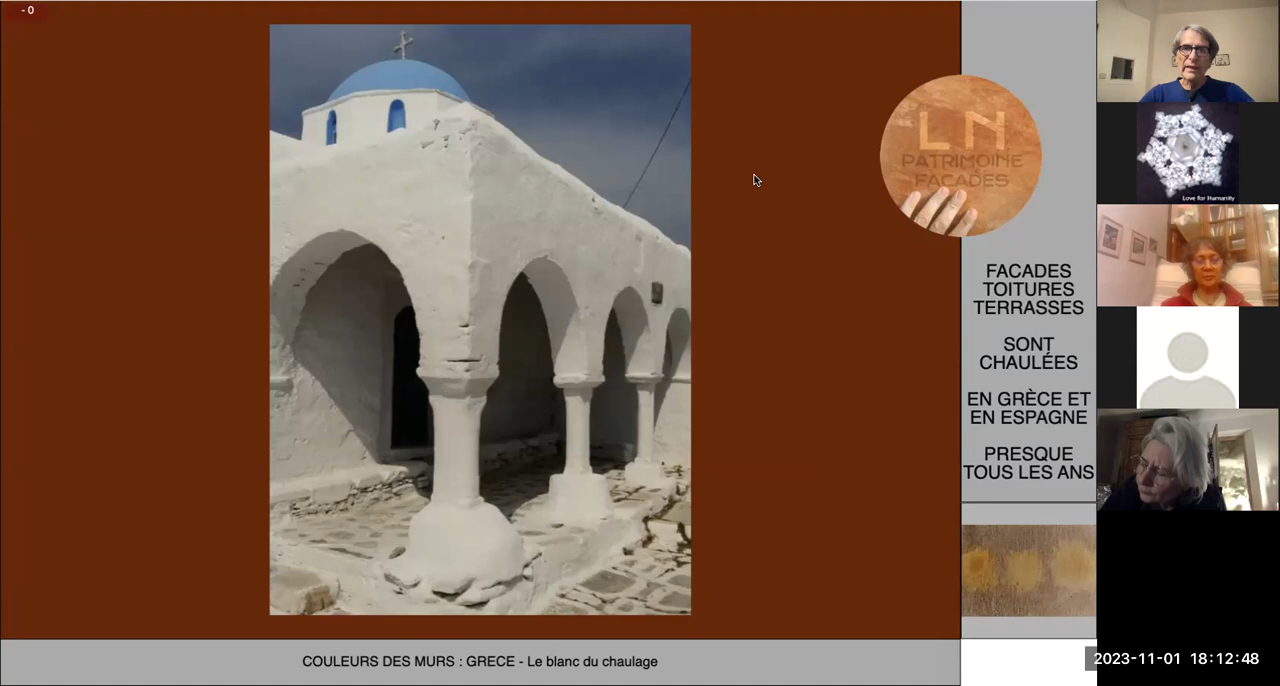 - 0
LN
PATRIMOINE
FACADES
FACADES
TOITURES
TERRASSES
SONT
CHAULÉES
EN GRÈCE ET
EN ESPAGNE
PRESQUE
TOUS LES ANS
COULEURS DES MURS : GRECE - Le blanc du chaulage
Love for Humanity
2023-11-01 18:12:48